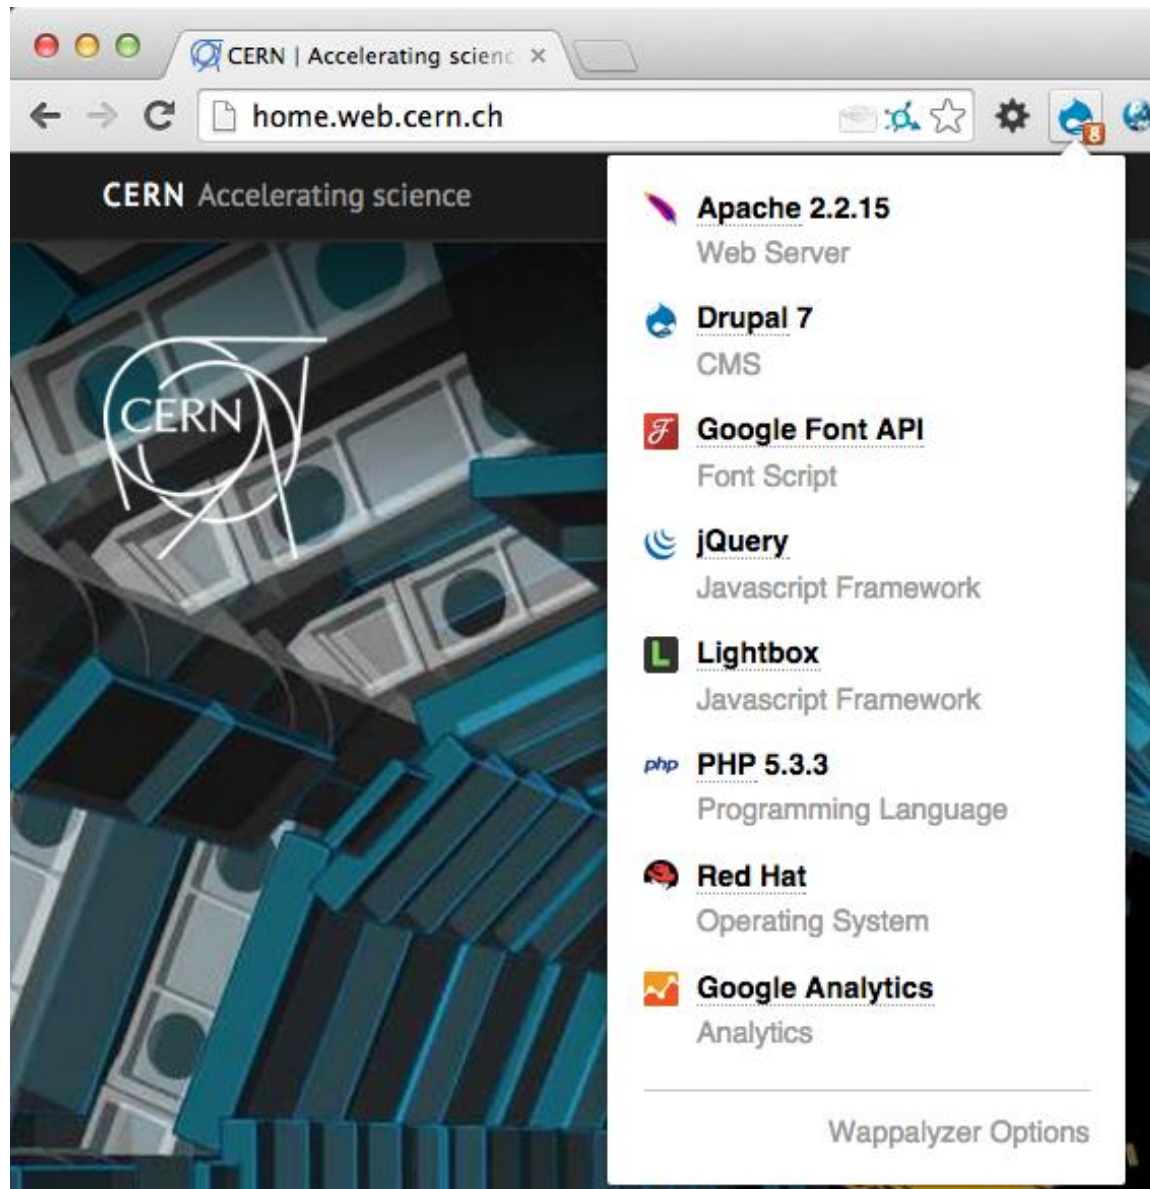 CERN | Accelerating scienc
home.web.cern.ch
8
CERN Accelerating science
CERN
Apache 2.2.15
Web Server
Drupal 7
CMS
Google Font API
Font Script
jQuery
Javascript Framework
L
Lightbox
Javascript Framework
php
PHP 5.3.3
Programming Language
Red Hat
Operating System
Google Analytics
Analytics
Wappalyzer Options